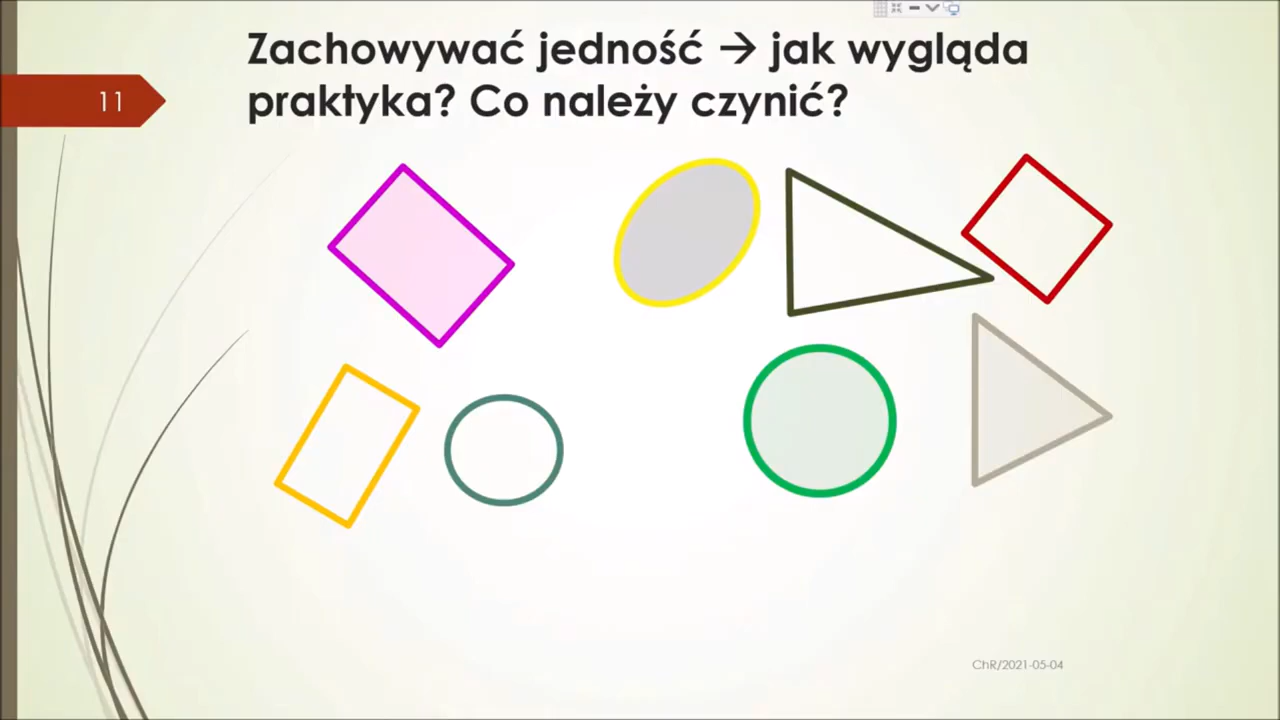 Zachowywać jedność → jak wygląda
praktyka? Co należy czynić?
11
ChR/2021-05-04